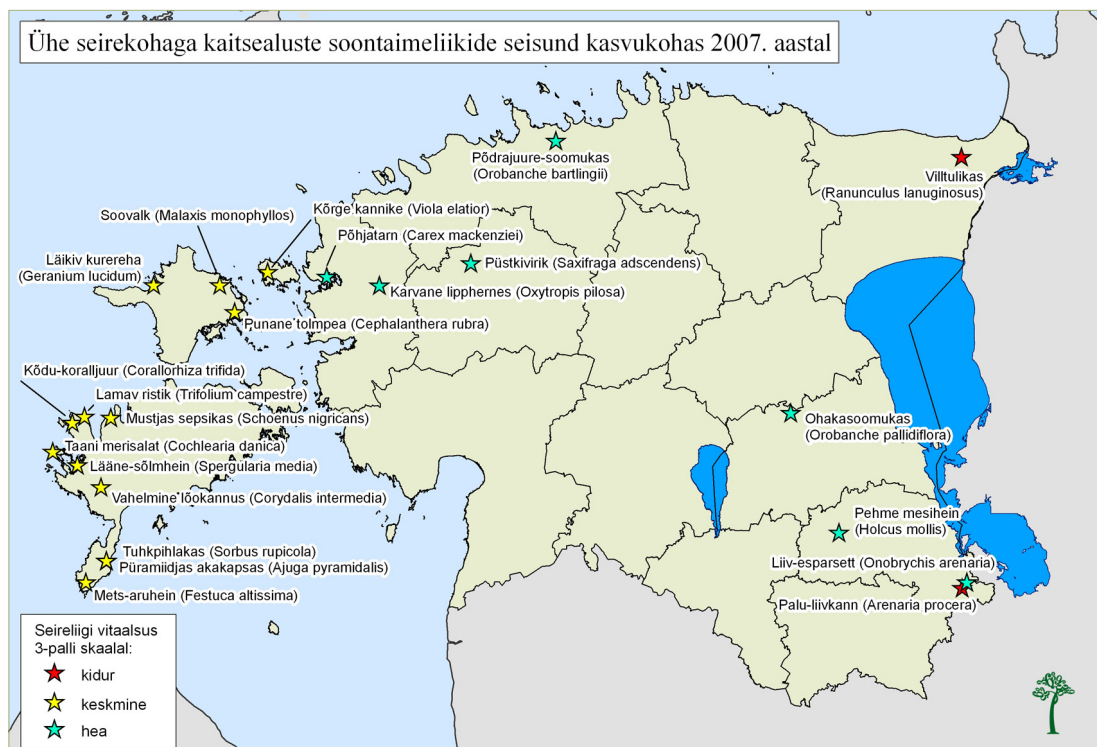 Ühe seirekohaga kaitsealuste soontaimeliikide seisund kasvukohas 2007. aastal
Põdrajuure-soomukas
(Orobanche bartlingii)
Villtulikas
(Ranunculus lanuginosus)
Soovalk (Malaxis monophyllos)
Kõrge kannike (Viola elatior)
Põhjatarn (Carex mackenziei)
Läikiv kurereha
(Geranium lucidum)
Püstkivirik (Saxifraga adscendens)
Karvane lipphernes (Oxytropis pilosa)
Punane tolmpea (Cephalanthera rubra)
Kõdu-koralljuur (Corallorhiza trifida)
Lamav ristik (Trifolium campestre)
Mustjas sepsikas (Schoenus nigricans)
Ohakasoomukas
(Orobanche pallidiflora)
Taani merisalat (Cochlearia danica)
Lääne-sõlmhein (Spergularia media)
Vahelmine lõokannus (Corydalis intermedia)
Pehme mesihein
(Holcus mollis)
Tuhkpihlakas (Sorbus rupicola)
Püramiidjas akakapsas (Ajuga pyramidalis)
Liiv-esparsett (Onobrychis arenaria)
Mets-aruhein (Festuca altissima)
Palu-liivkann (Arenaria procera)
Seireliigi vitaalsus
3-palli skaalal:
kidur
keskmine
hea